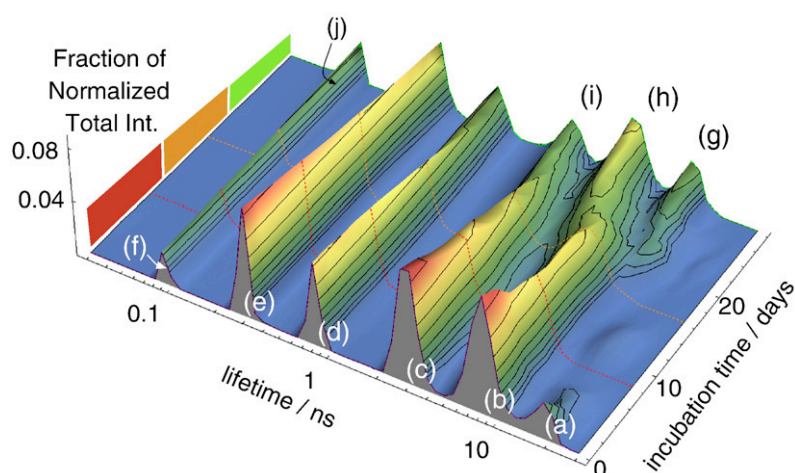 (j)
Fraction of
Normalized
Total Int.
(i)
(h)
(g)
0.08
0.04
(f)
(e)
(d)
(c)
(b)
(a)
0.1
1
10
lifetime / ns
0
10
20
incubation time / days